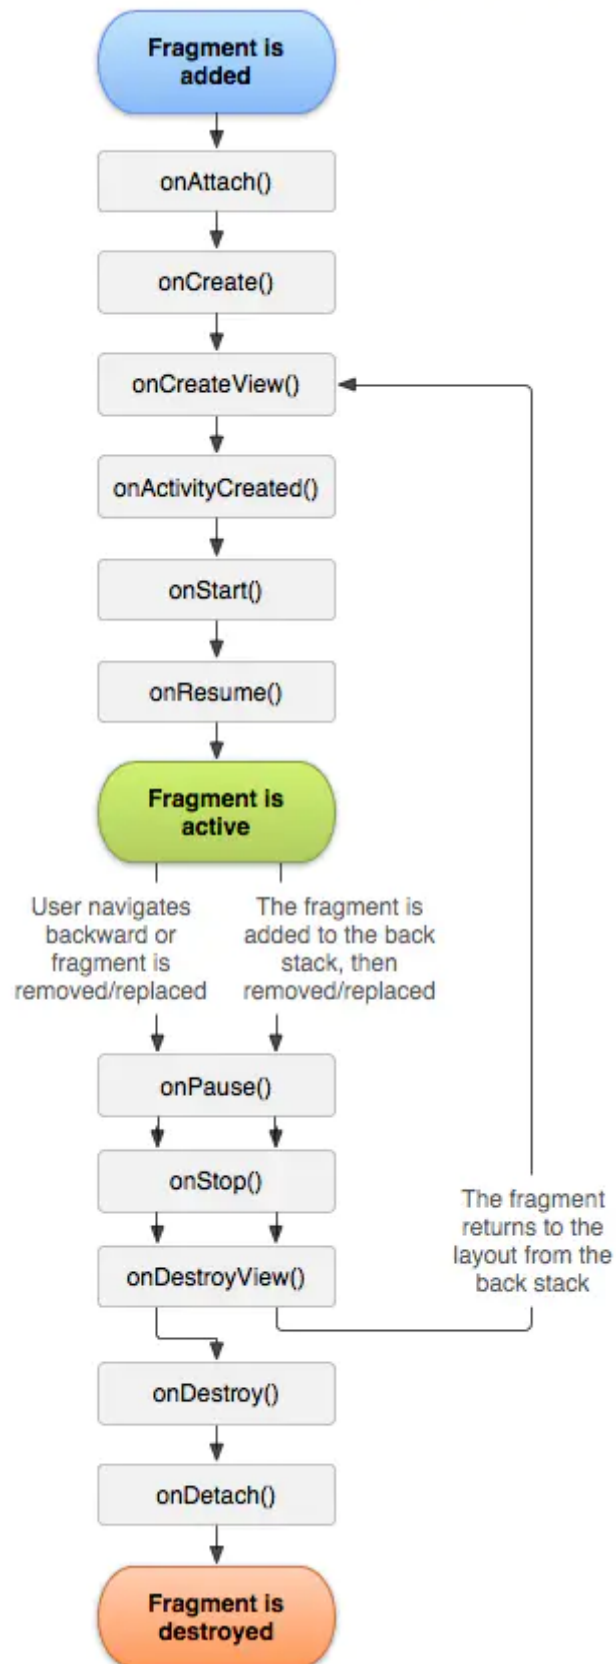 Fragment is
added
onAttach()
onCreate()
onCreateView()
onActivityCreated()
onStart()
onResume()
Fragment is
active
User navigates
backward or
fragment is
removed/replaced
The fragment is
added to the back
stack, then
removed/replaced
onPause()
onStop()
onDestroyView()
The fragment
returns to the
layout from the
back stack
onDestroy()
onDetach()
Fragment is
destroyed